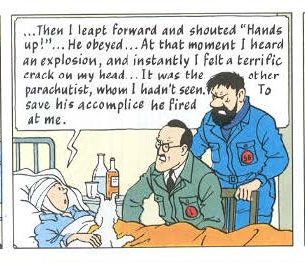 ...Then I leapt forward and shouted "Hands
up!"... He obeyed... At that moment I heard
an explosion, and instantly I felt a terrific
crack on my head... It was the other
parachutist, whom I hadn't seen. To
save his accomplice he fired
at me.